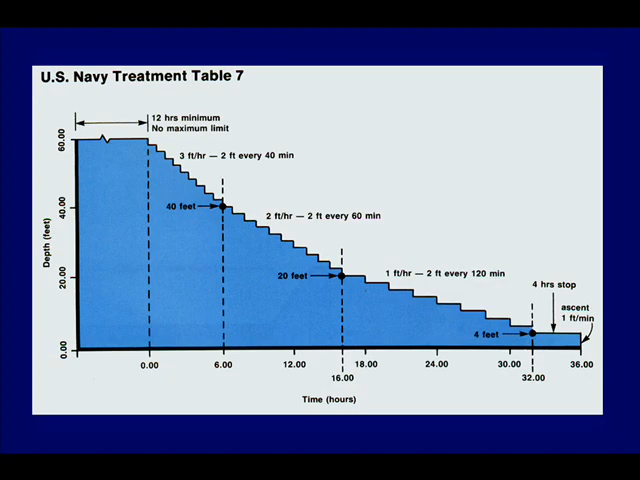 U.S. Navy Treatment Table 7
12 hrs minimum
No maximum limit
3 ft/hr — 2 ft every 40 min
40 feet
2 ft/hr — 2 ft every 60 min
20 feet
1 ft/hr — 2 ft every 120 min
4 hrs stop
ascent
1 ft/min
4 feet
Depth (feet)
60.00
40.00
20.00
0.00
0.00
6.00
12.00
16.00
18.00
24.00
30.00
32.00
36.00
Time (hours)